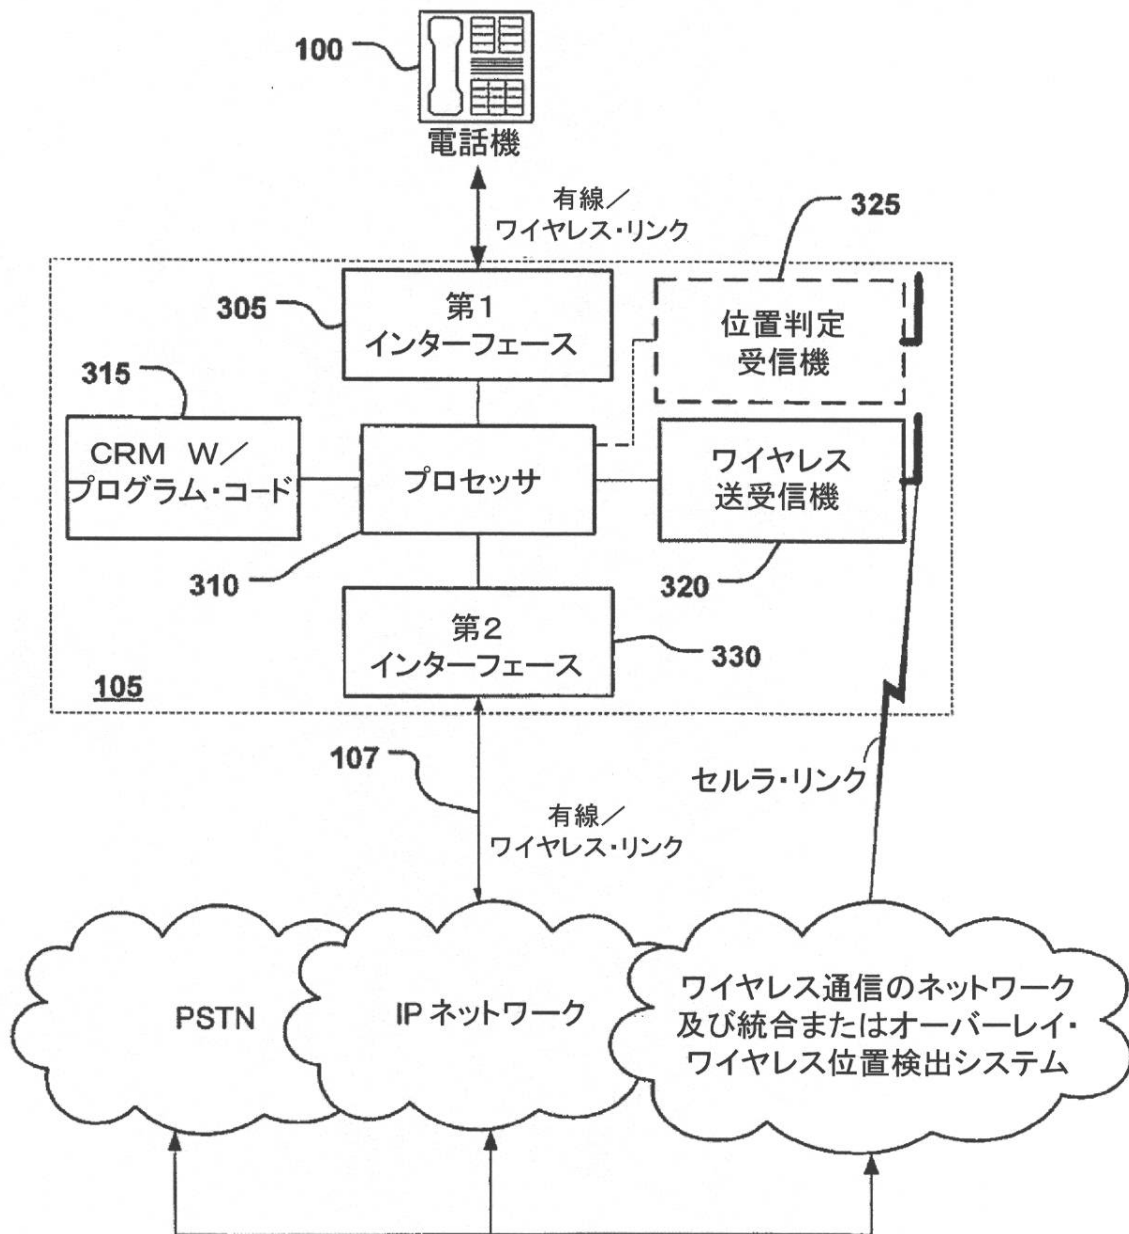 100
電話機
有線／
ワイヤレス・リンク
325
305
第1
インターフェース
位置判定
受信機
315
CRM W／
プログラム・コード
プロセッサ
ワイヤレス
送受信機
310
320
第2
インターフェース
330
105
107
セルラ・リンク
有線／
ワイヤレス・リンク
PSTN
IP ネットワーク
ワイヤレス通信のネットワーク
及び統合またはオーバーレイ・
ワイヤレス位置検出システム